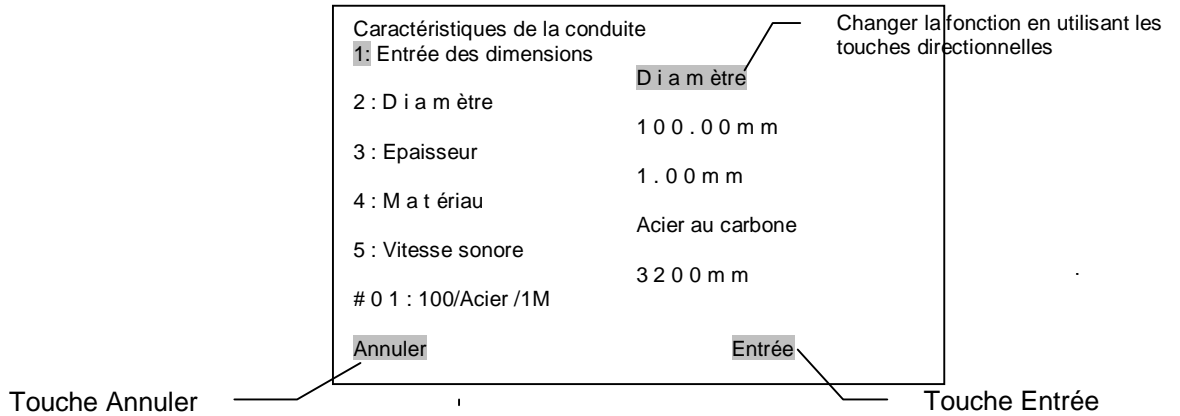 Caractéristiques de la conduite
1: Entrée des dimensions
D i a m ètre
2 : D i a m ètre
1 0 0 . 0 0 m m
3 : Epaisseur
1 . 0 0 m m
4 : M a t ériau
Acier au carbone
5 : Vitesse sonore
3 2 0 0 m m
# 0 1 : 100/Acier /1M
Annuler
Entrée
Changer la fonction en utilisant les
touches directionnelles
Touche Annuler
Touche Entrée